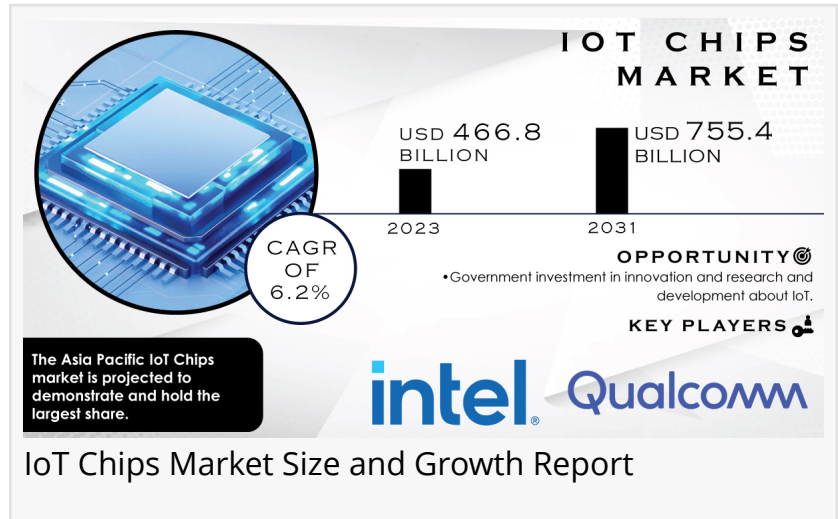 IOT CHIPS
MARKET
USD 466.8
BILLION
USD 755.4
BILLION
2023
2031
CAGR
OF
6.2%
OPPORTUNITY
•Government investment in innovation and research and
development about IoT.
KEY PLAYERS
The Asia Pacific IoT Chips
market is projected to
demonstrate and hold the
largest share.
intel®
Qualcomm
IoT Chips Market Size and Growth Report